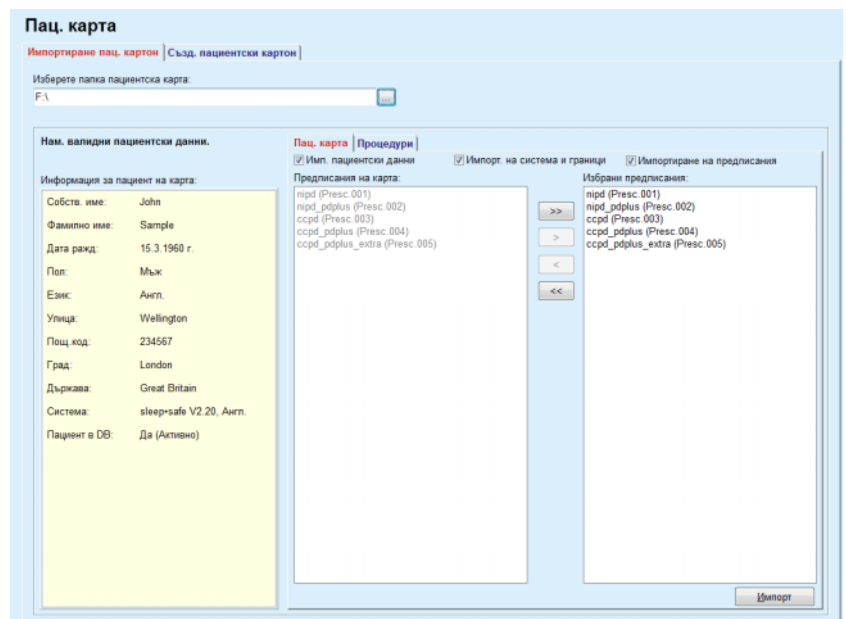 Пац. карта
Импортиране пац. картон Създ. пациентски картон
Изберете папка пациентска карта:
F:\
...
Нам. валидни пациентски данни.
Информация за пациент на карта:
Собств. име: John
Фамилно име: Sample
Дата ражд: 15.3.1960 г.
Пол: Мъж
Език: Англ.
Улица: Wellington
Пощ.код: 234567
Град: London
Държава: Great Britain
Система: sleep•safe V2.20, Англ.
Пациент в DB: Да (Активно)
Пац. карта Процедури
Имп. пациентски данни Импорт. на система и граници Импортиране на предписания
Предписания на карта:
nipd (Presc.001)
nipd_pdplus (Presc.002)
ccpd (Presc.003)
ccpd_pdplus (Presc.004)
ccpd_pdplus_extra (Presc.005)
>>
>
<
<<
Избрани предписания:
nipd (Presc.001)
nipd_pdplus (Presc.002)
ccpd (Presc.003)
ccpd_pdplus (Presc.004)
ccpd_pdplus_extra (Presc.005)
Импорт